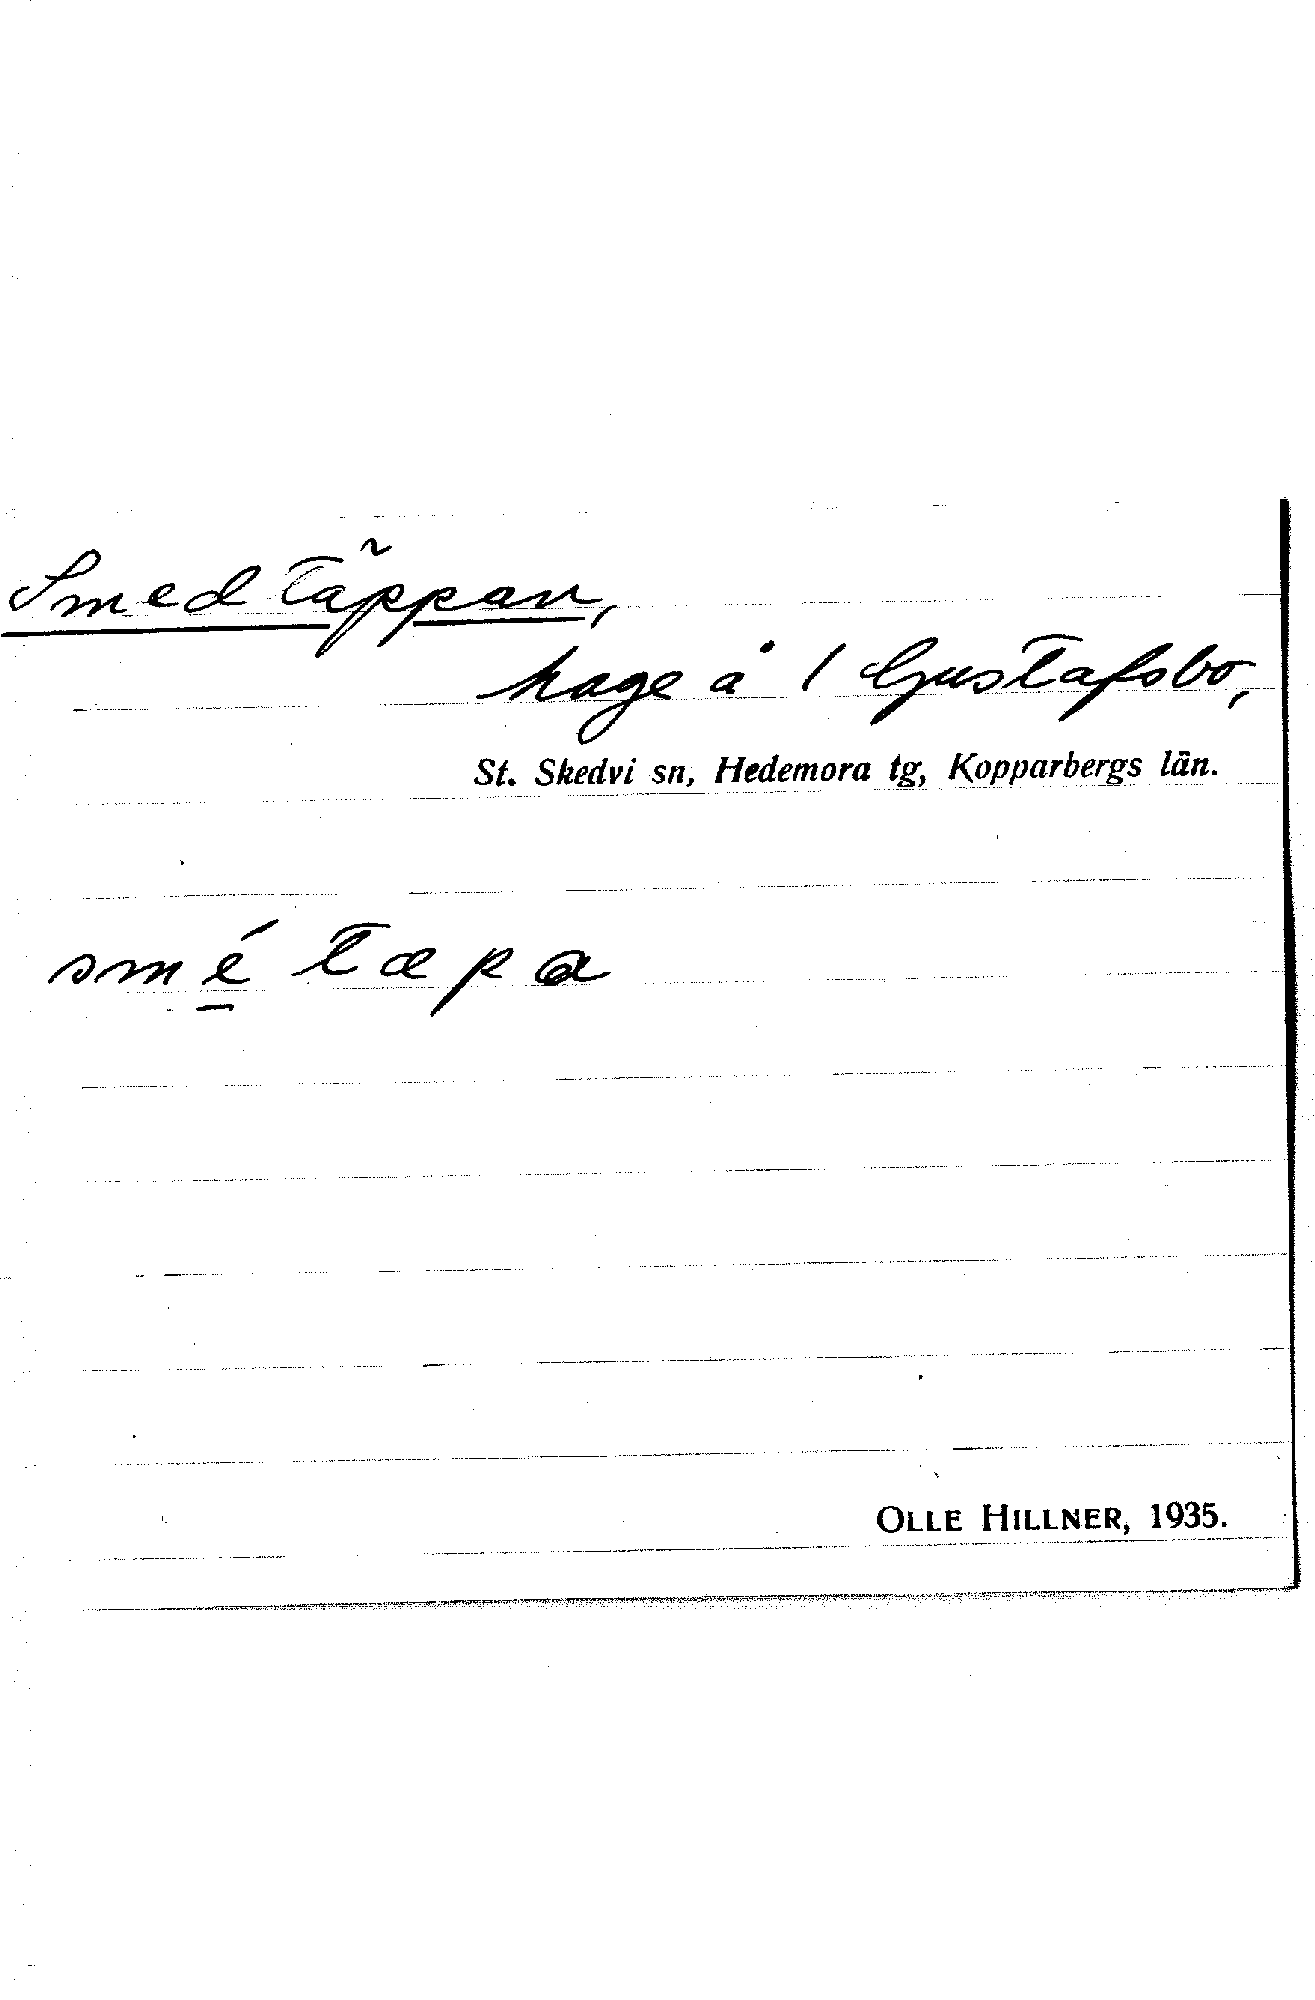 Smedtäppan,
hage å 1 Gustafsbo,
St. Skedvi sn, Hedemora tg, Kopparbergs län.
smé̱tæpa
OLLE HILLNER, 1935.